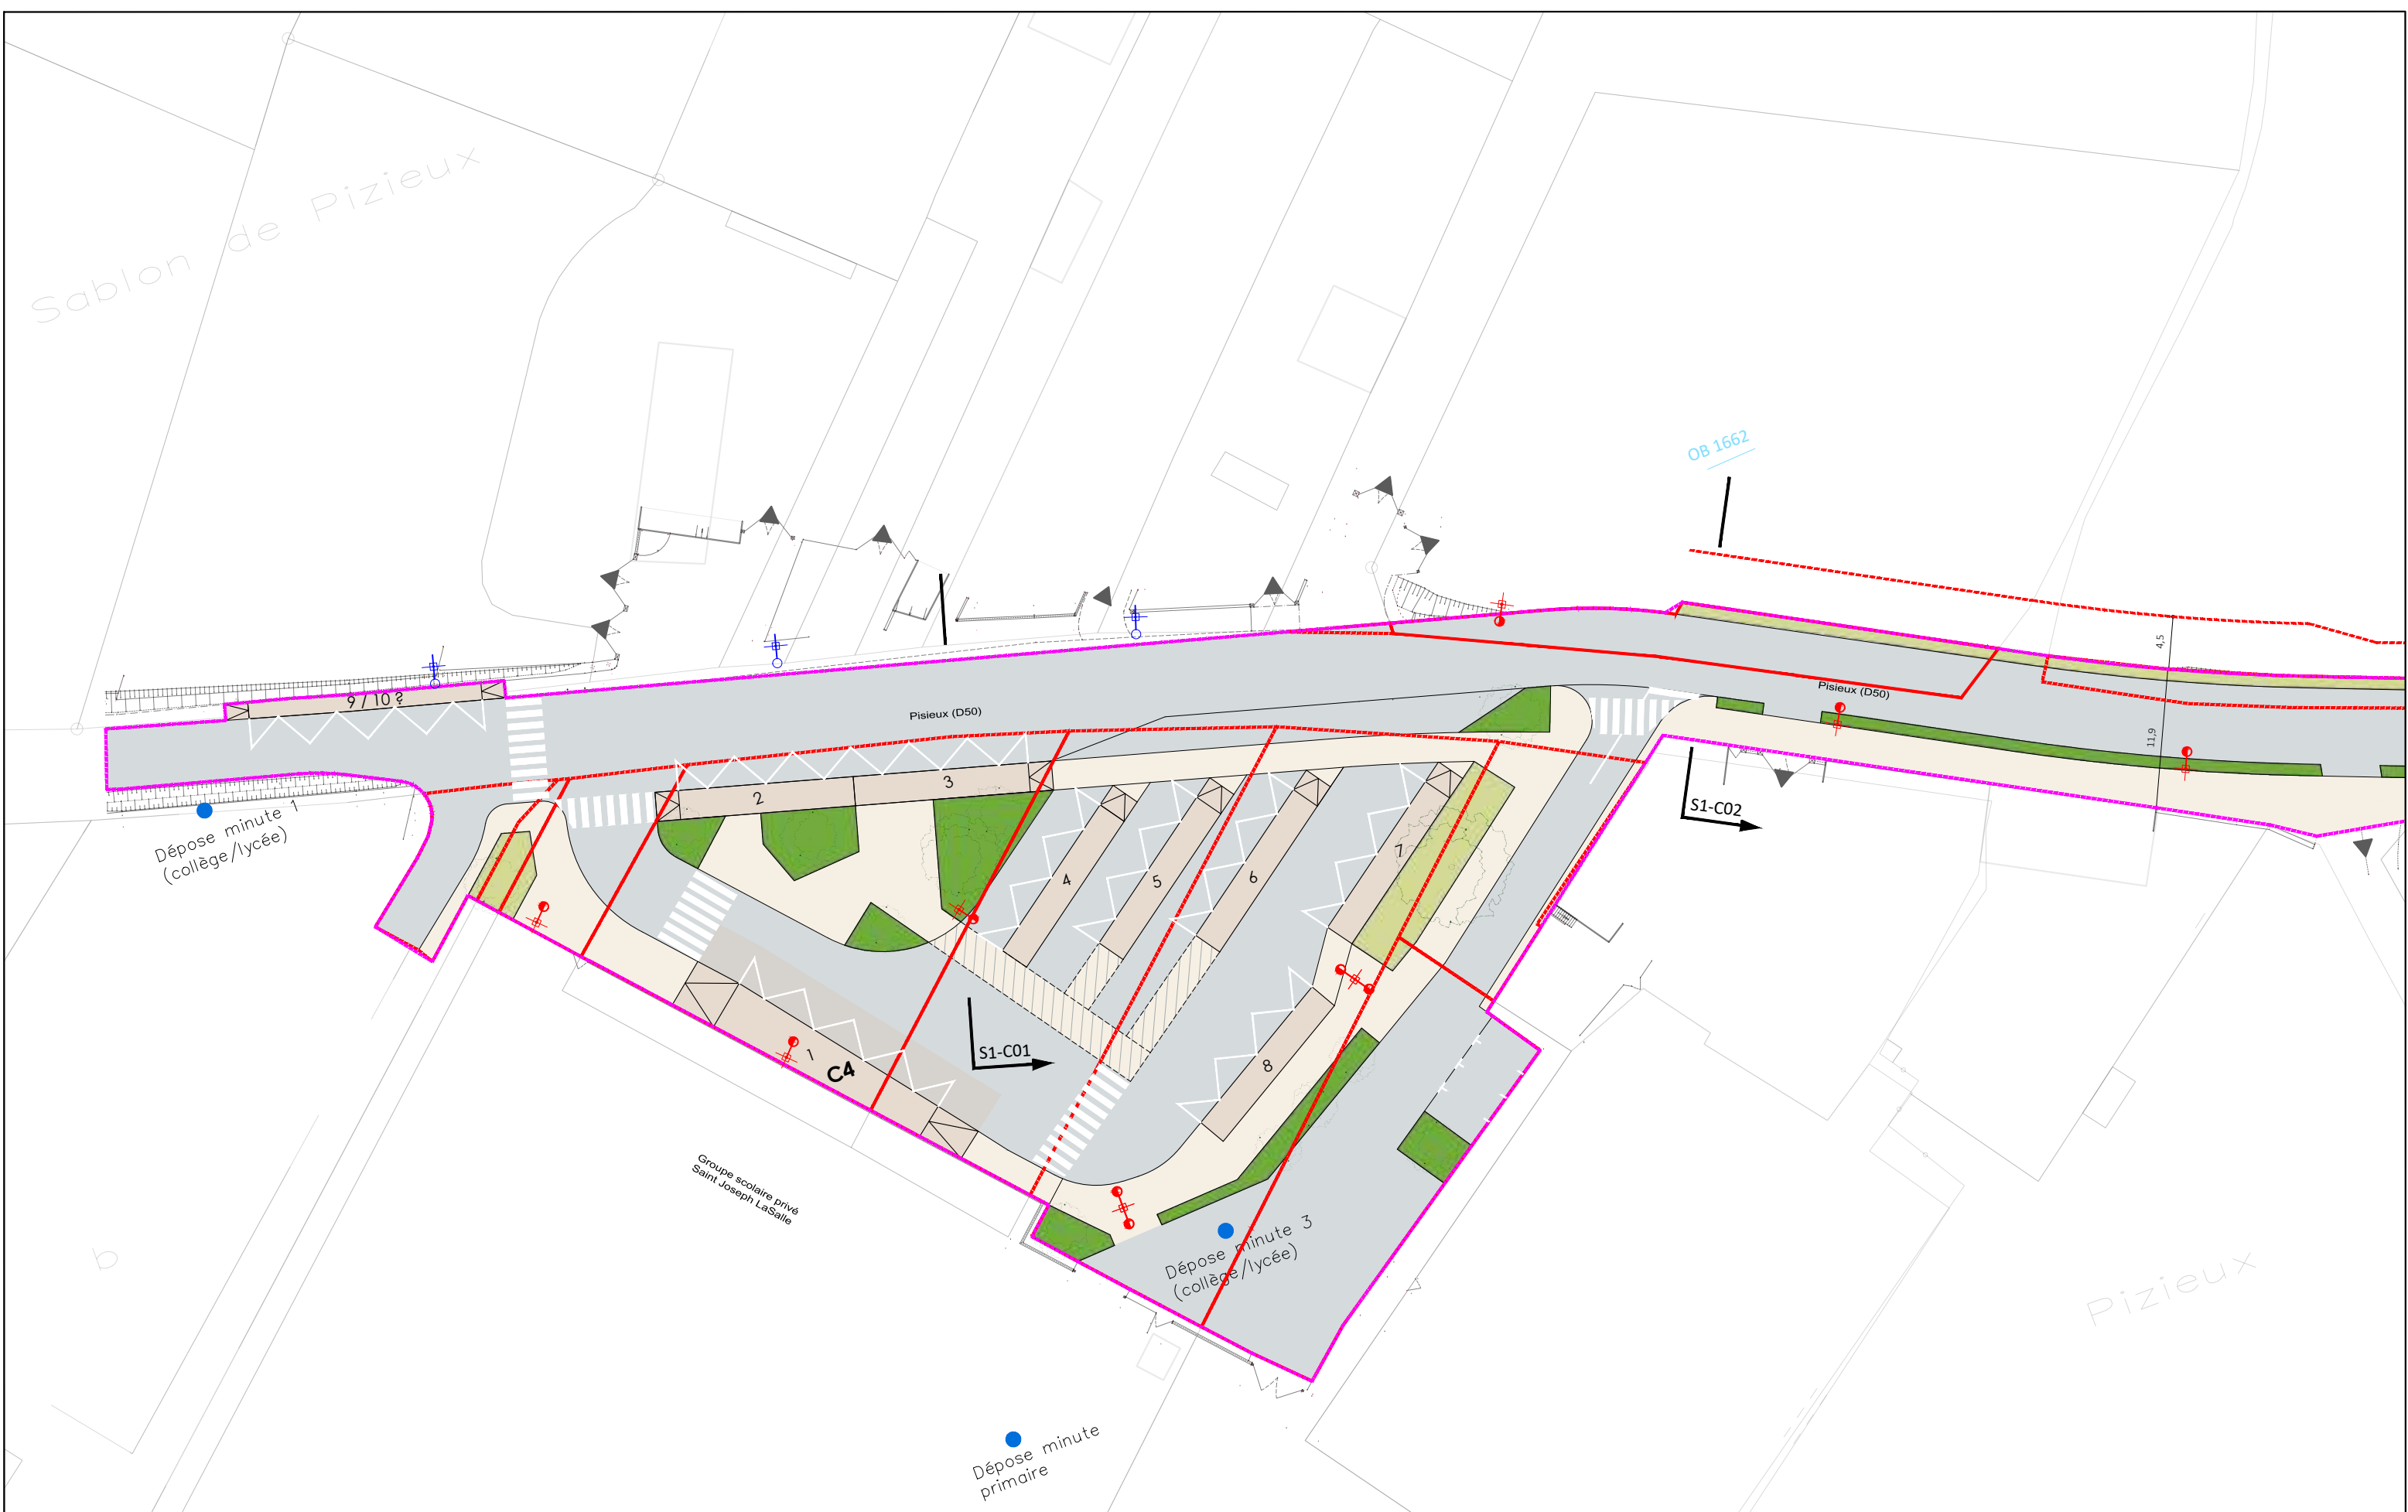 Sablon de Pizieux
OB 1662
4,5
9 / 10 ?
Pisieux (D50)
Pisieux (D50)
11,9
2
3
S1-C02
Dépose minute 1
(collège/lycée)
4
5
6
7
S1-C01
1
C4
8
Groupe scolaire privé
Saint Joseph LaSalle
Dépose minute 3
(collège/lycée)
b
Pizieux
Dépose minute
primaire